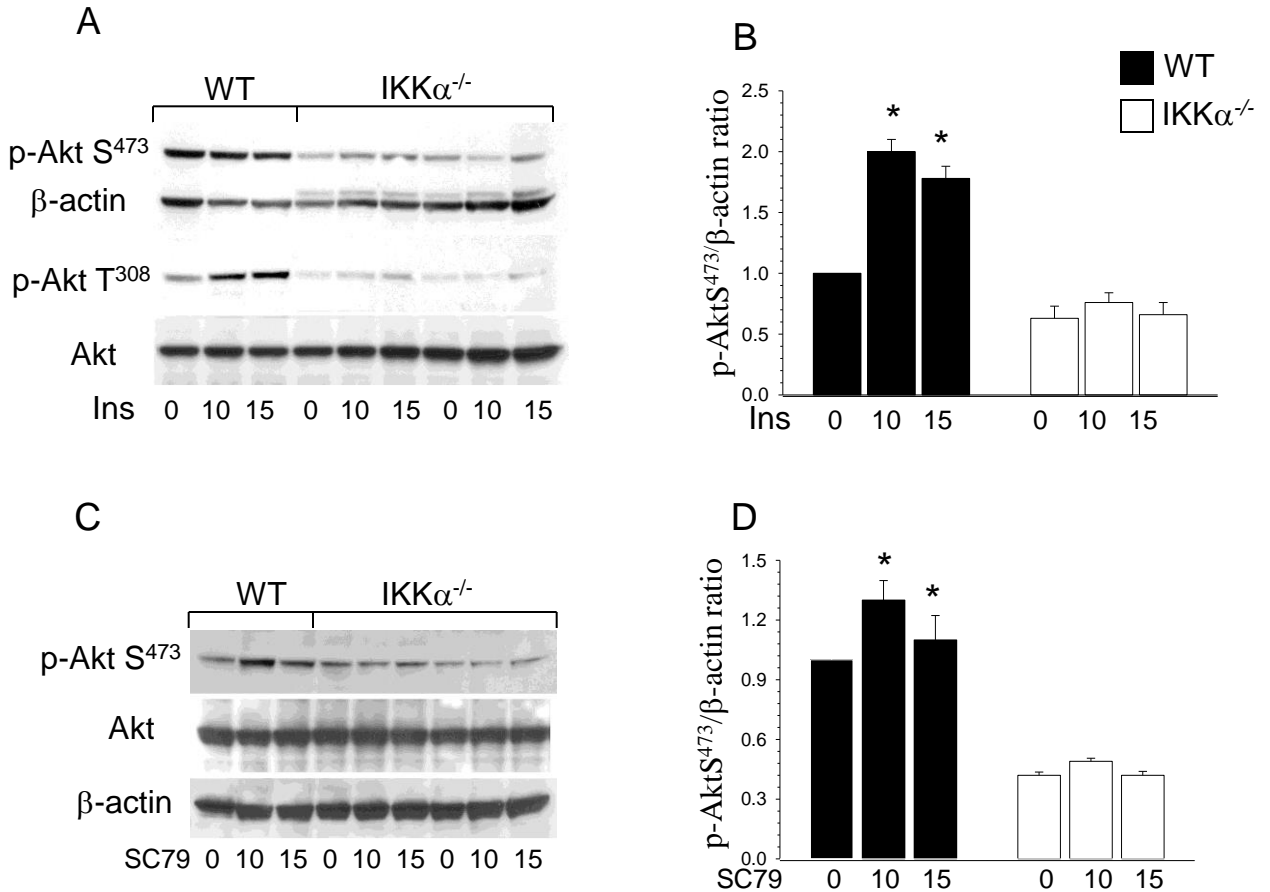 A
WT IKKα-/-
p-Akt S473
β-actin
p-Akt T308
Akt
Ins 0 10 15 0 10 15 0 10 15
B
WT
IKKα-/-
p-AktS473/β-actin ratio
2.5
2.0
1.5
1.0
0.5
0.0
* *
Ins 0 10 15 0 10 15
C
WT IKKα-/-
p-Akt S473
Akt
β-actin
SC79 0 10 15 0 10 15 0 10 15
D
p-AktS473/β-actin ratio
1.5
1.2
0.9
0.6
0.3
0.0
* *
SC79 0 10 15 0 10 15